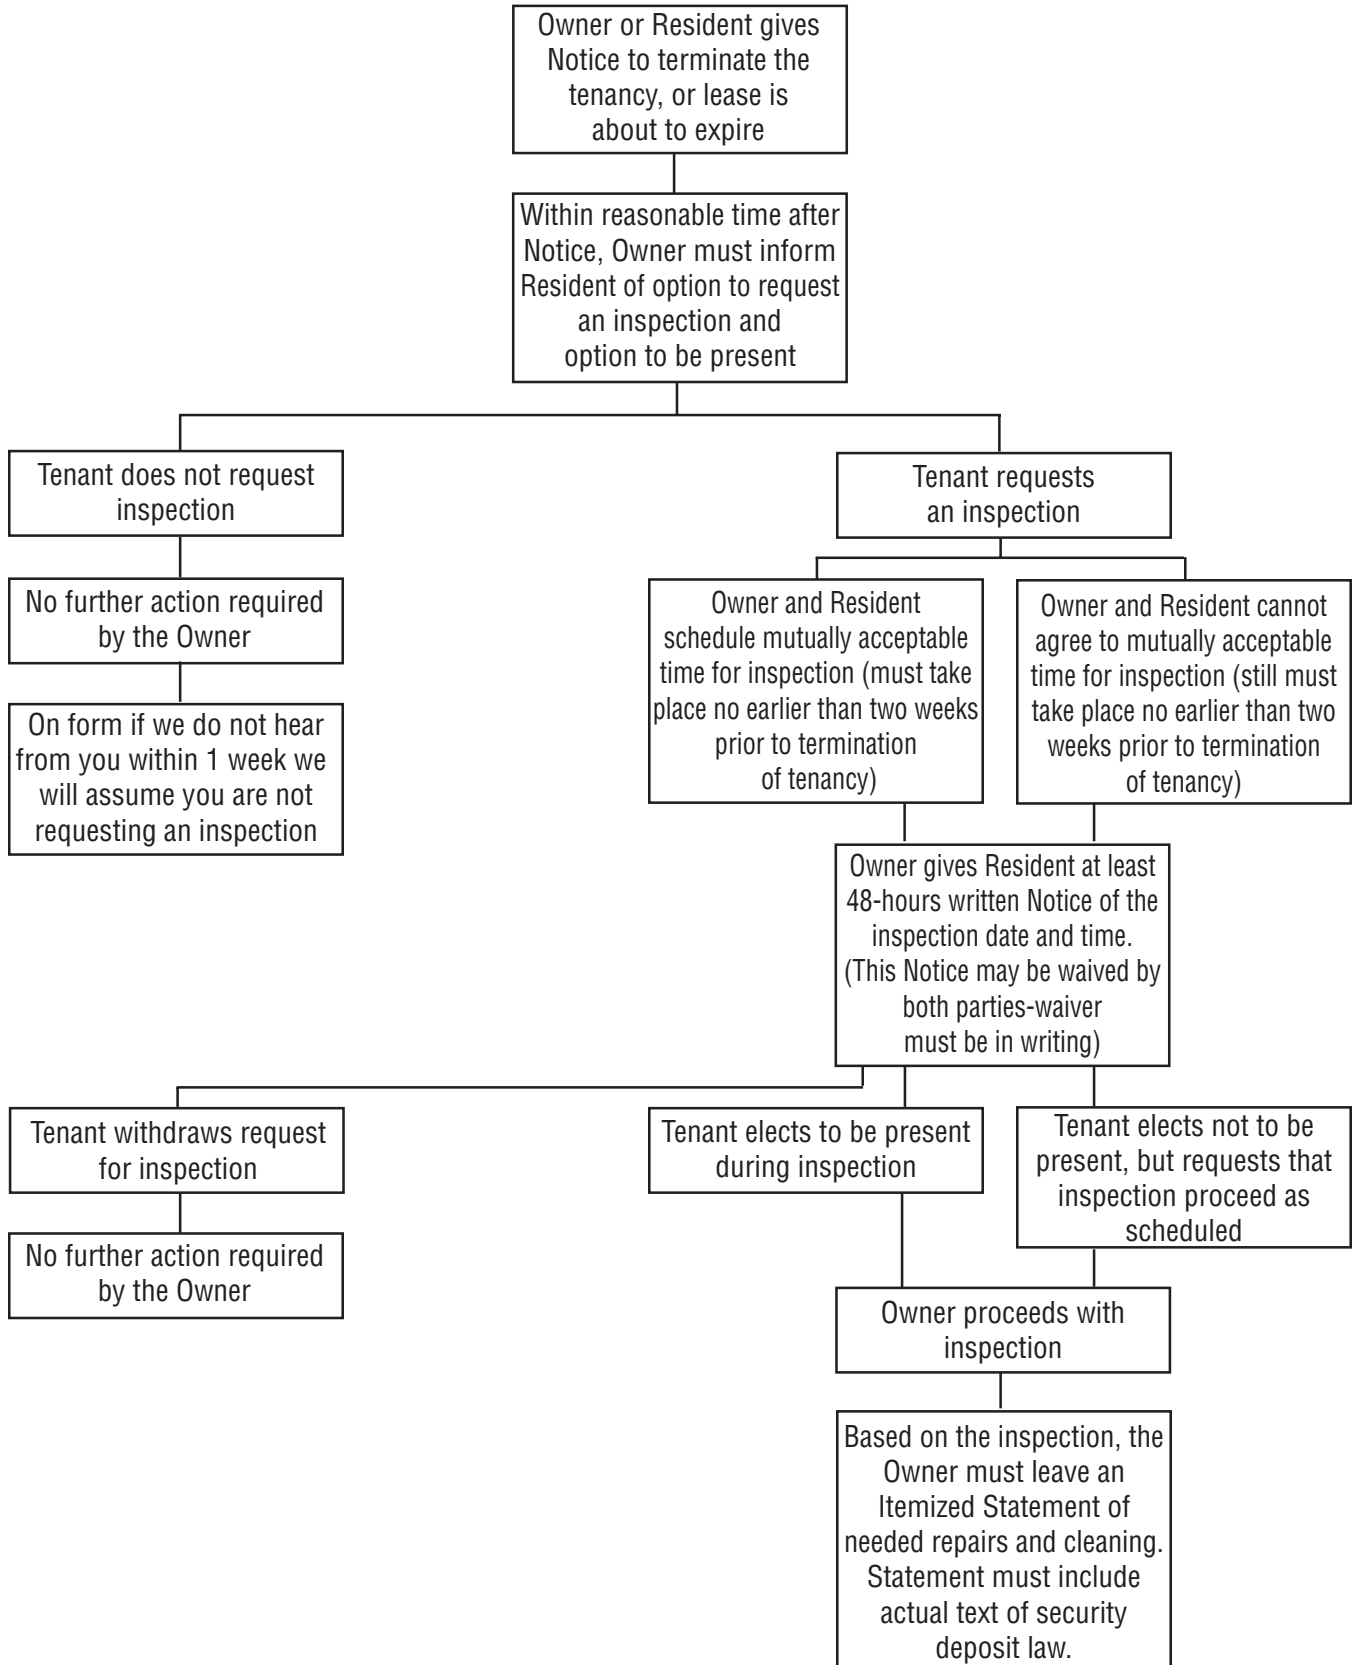 Owner or Resident gives
Notice to terminate the
tenancy, or lease is
about to expire
Within reasonable time after
Notice, Owner must inform
Resident of option to request
an inspection and
option to be present
Tenant does not request
inspection
Tenant requests
an inspection
No further action required
by the Owner
On form if we do not hear
from you within 1 week we
will assume you are not
requesting an inspection
Owner and Resident
schedule mutually acceptable
time for inspection (must take
place no earlier than two weeks
prior to termination
of tenancy)
Owner and Resident cannot
agree to mutually acceptable
time for inspection (still must
take place no earlier than two
weeks prior to termination
of tenancy)
Owner gives Resident at least
48-hours written Notice of the
inspection date and time.
(This Notice may be waived by
both parties-waiver
must be in writing)
Tenant withdraws request
for inspection
No further action required
by the Owner
Tenant elects to be present
during inspection
Tenant elects not to be
present, but requests that
inspection proceed as
scheduled
Owner proceeds with
inspection
Based on the inspection, the
Owner must leave an
Itemized Statement of
needed repairs and cleaning.
Statement must include
actual text of security
deposit law.